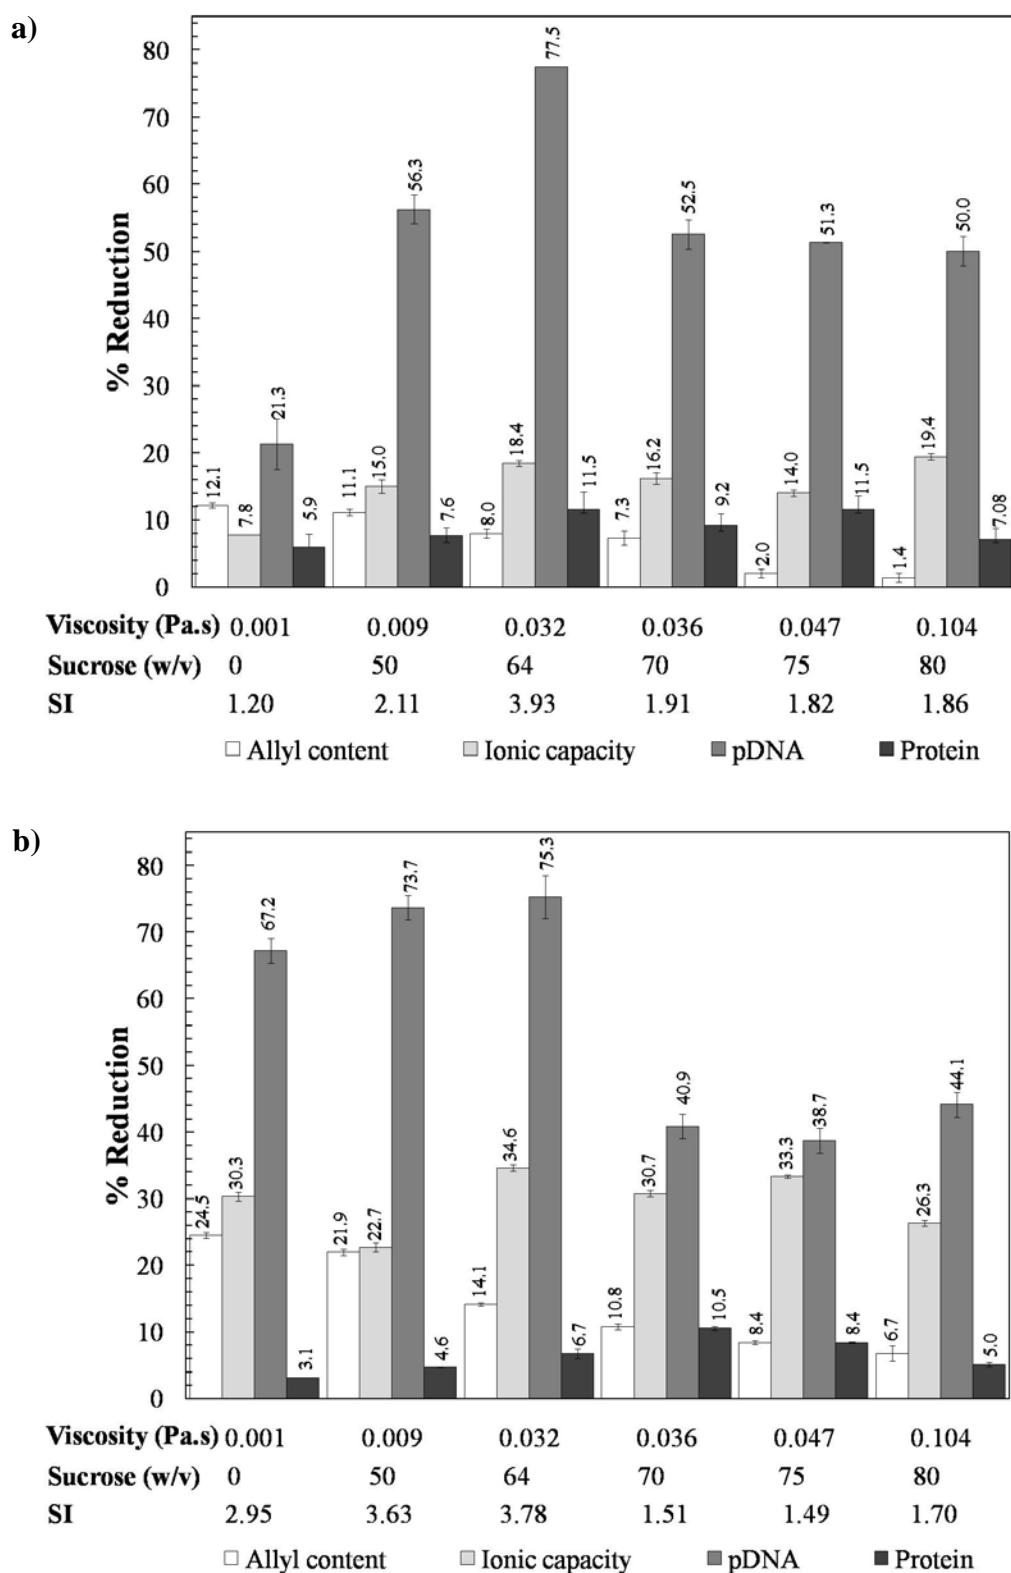 a)
% Reduction
80
70
60
50
40
30
20
10
0
12.1 7.8 21.3 5.9 11.1 15.0 56.3 7.6 8.0 18.4 77.5 11.5 7.3 16.2 52.5 9.2 2.0 14.0 51.3 11.5 1.4 19.4 50.0 7.08
Viscosity (Pa.s) 0.001 0.009 0.032 0.036 0.047 0.104
Sucrose (w/v) 0 50 64 70 75 80
SI 1.20 2.11 3.93 1.91 1.82 1.86
Allyl content Ionic capacity pDNA Protein
b)
% Reduction
80
70
60
50
40
30
20
10
0
24.5 30.3 67.2 3.1 21.9 22.7 73.7 4.6 14.1 34.6 75.3 6.7 10.8 30.7 40.9 10.5 8.4 33.3 38.7 8.4 6.7 26.3 44.1 5.0
Viscosity (Pa.s) 0.001 0.009 0.032 0.036 0.047 0.104
Sucrose (w/v) 0 50 64 70 75 80
SI 2.95 3.63 3.78 1.51 1.49 1.70
Allyl content Ionic capacity pDNA Protein